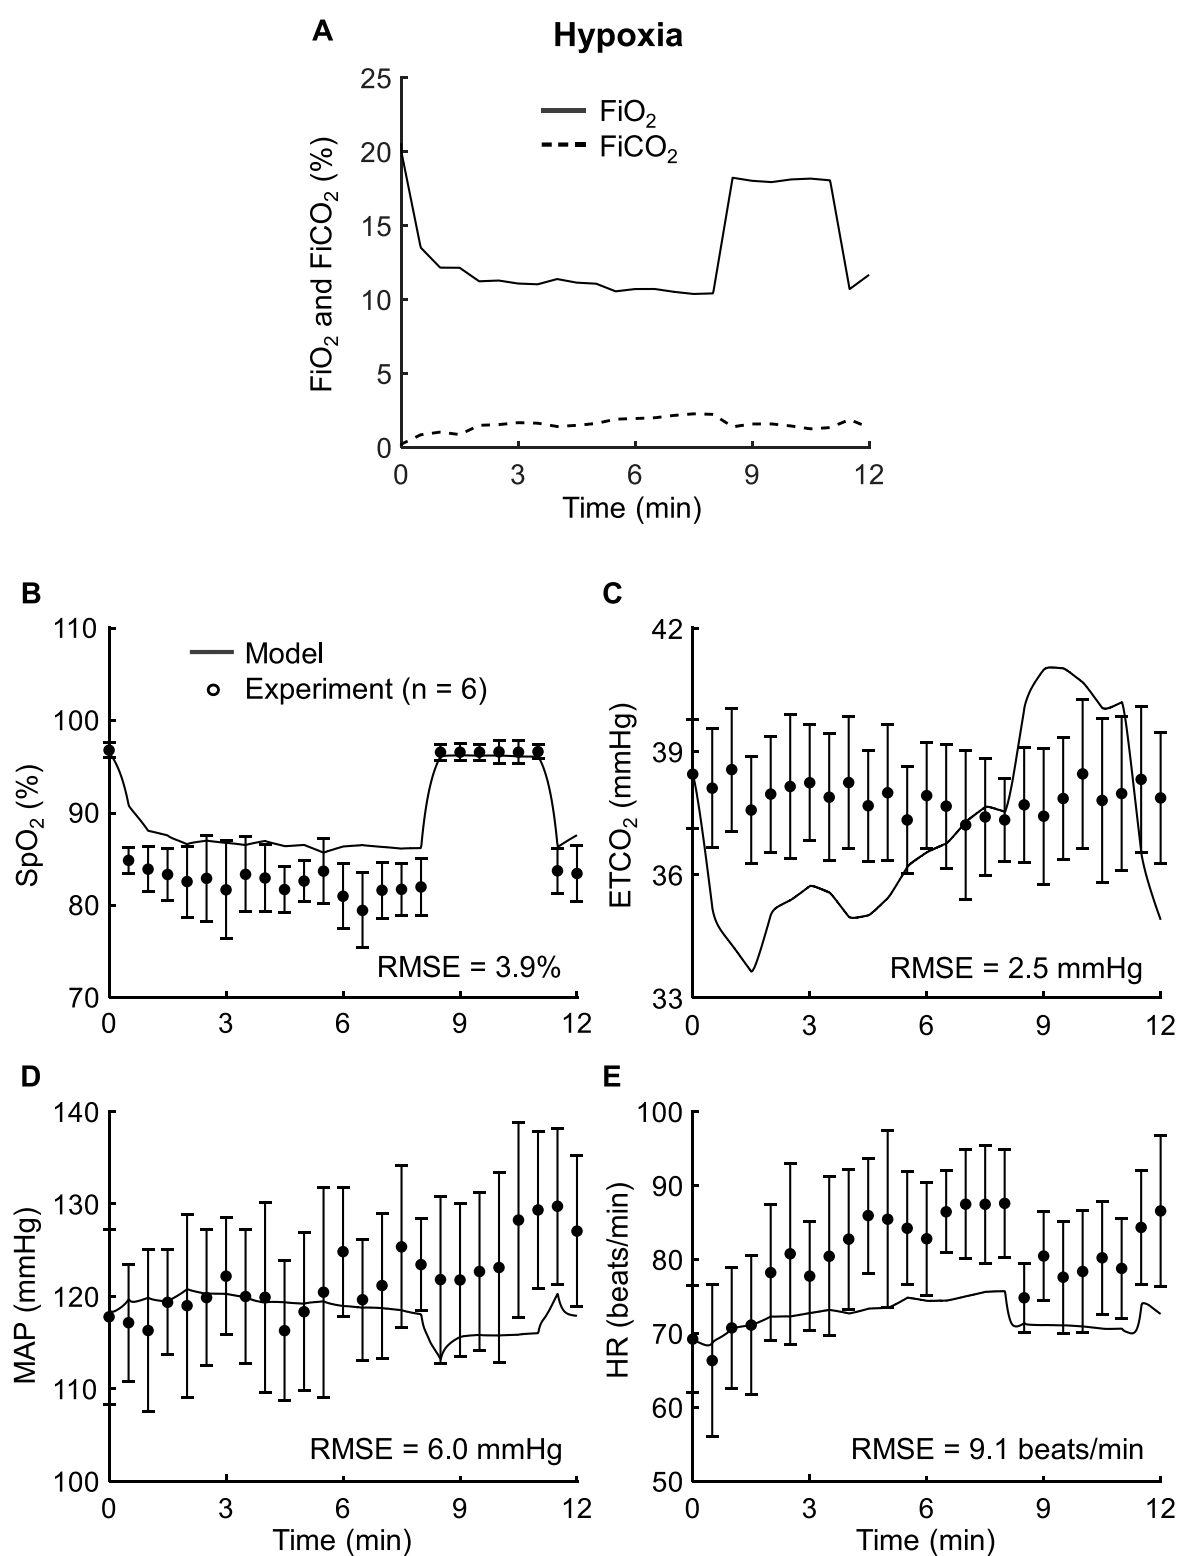 A
Hypoxia
FiO2 and FiCO2 (%)
25
20
15
10
5
0
FiO2
FiCO2
0 3 6 9 12
Time (min)
B
SpO2 (%)
110
100
90
80
70
Model
Experiment (n = 6)
RMSE = 3.9%
0 3 6 9 12
C
ETCO2 (mmHg)
42
39
36
33
RMSE = 2.5 mmHg
0 3 6 9 12
D
MAP (mmHg)
140
130
120
110
100
RMSE = 6.0 mmHg
0 3 6 9 12
Time (min)
E
HR (beats/min)
100
90
80
70
60
50
RMSE = 9.1 beats/min
0 3 6 9 12
Time (min)